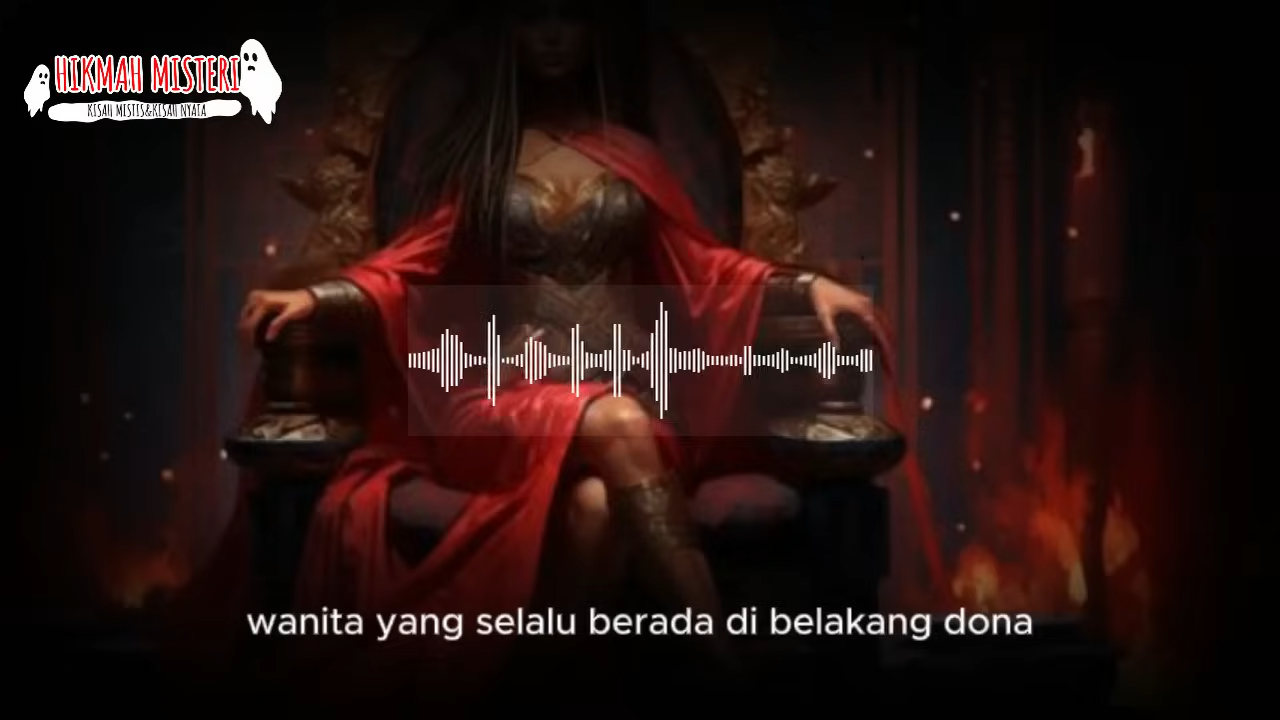 HIKMAH MISTERI
KISAH MISTIS&KISAH NYATA
wanita yang selalu berada di belakang dona